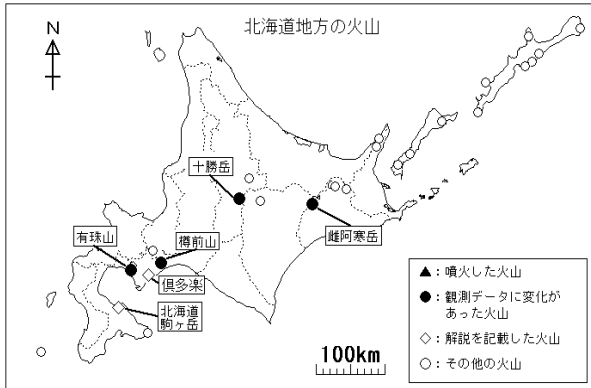 北海道地方の火山
N
十勝岳
雌阿寒岳
有珠山
樽前山
倶多楽
北海道
駒ヶ岳
100km
▲：噴火した火山
●：観測データに変化が
あった火山
◇：解説を記載した火山
○：その他の火山